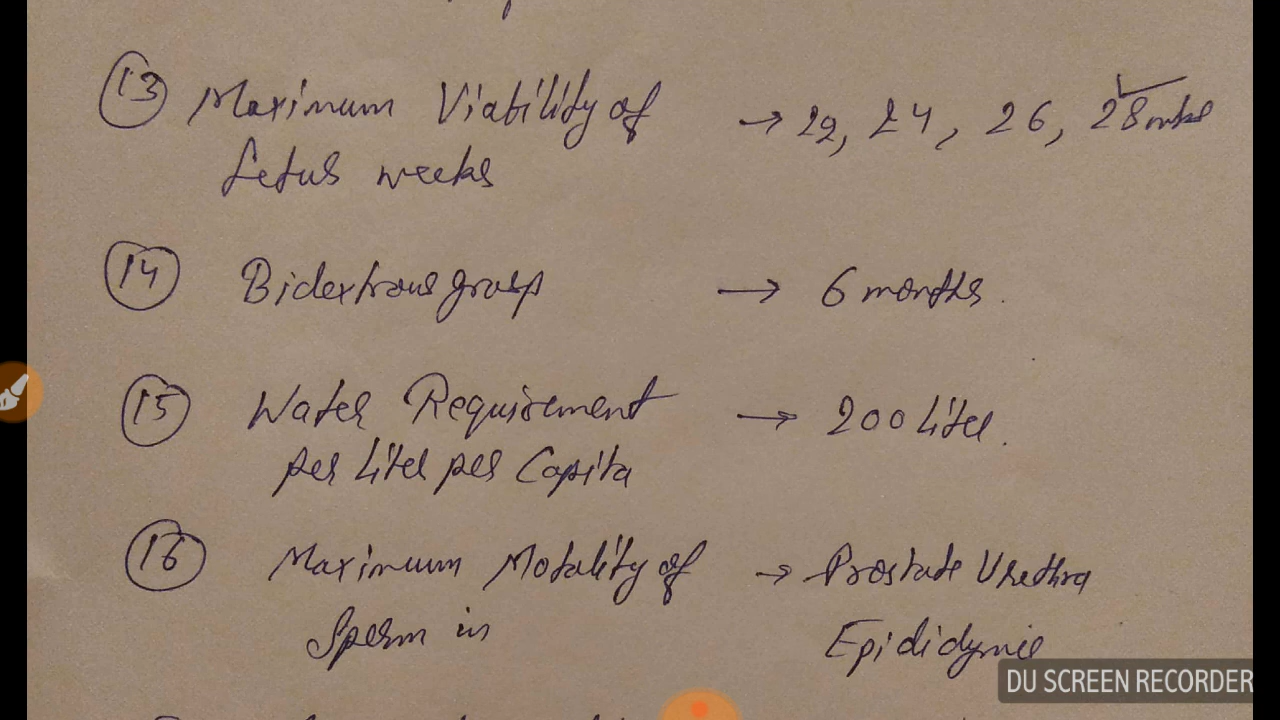 13 Maximum Viability of → 22, 24, 26, 28 wks
fetus weeks
14 Bidextrous grasp → 6 months.
15 Water Requirement → 200 liter.
per liter per Capita
16 Maximum Motality of → Prostate Urethra
Sperm in Epididymis
DU SCREEN RECORDER